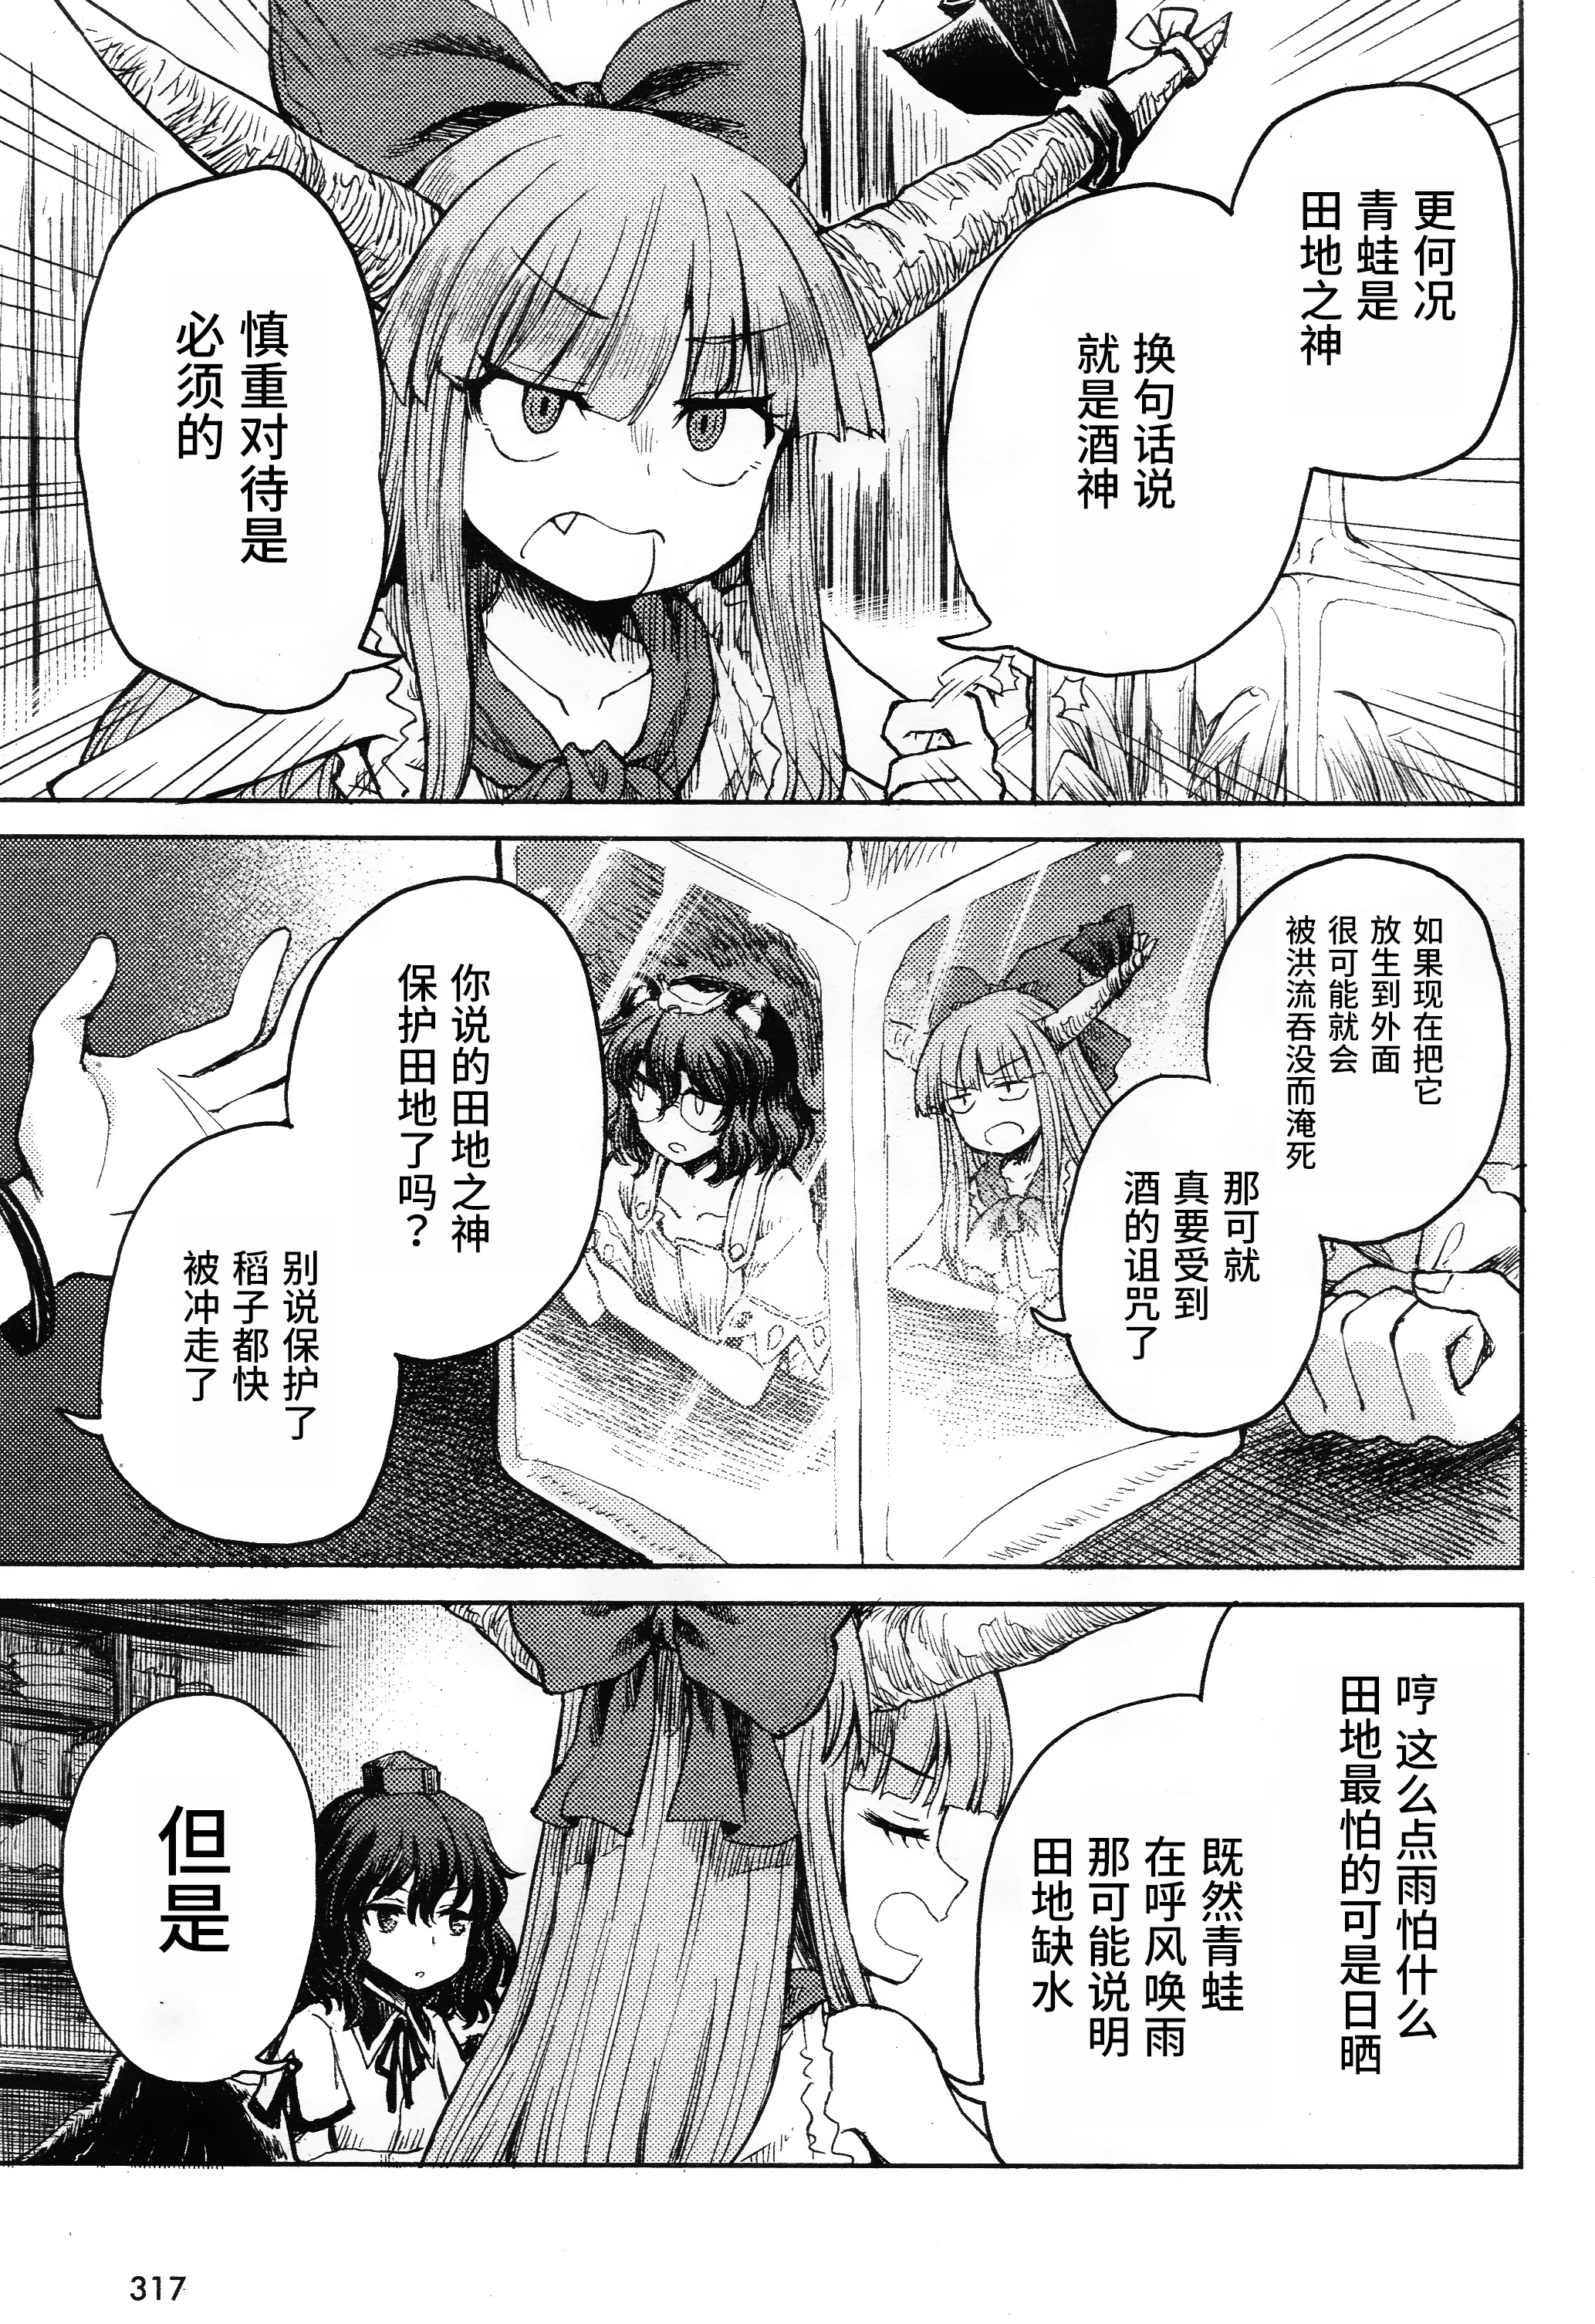 更何况
青蛙是
田地之神
换句话说
就是酒神
慎重对待是
必须的
如果现在把它
放生到外面
很可能就会
被洪流吞没而淹死
那可就
真要受到
酒的诅咒了
你说的田地之神
保护田地了吗？
别说保护了
稻子都快
被冲走了
哼 这么点雨怕什么
田地最怕的可是日晒
既然青蛙
在呼风唤雨
那可能说明
田地缺水
但是
317